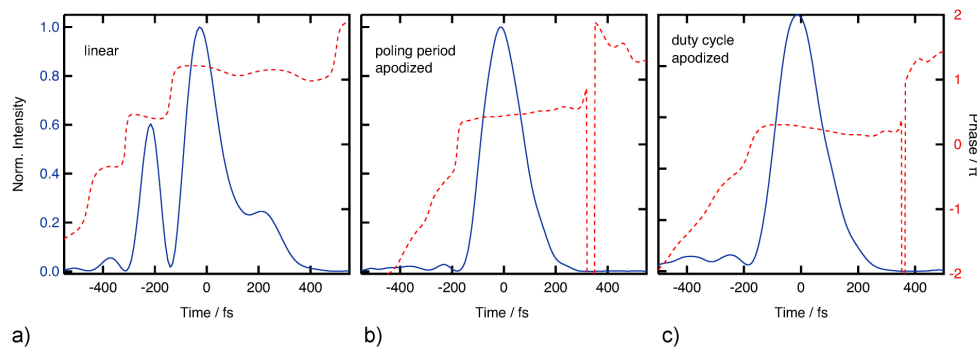 1.0
0.8
0.6
0.4
0.2
0.0
Norm. Intensity
linear
-400 -200 0 200 400
Time / fs
a)
poling period
apodized
-400 -200 0 200 400
Time / fs
b)
duty cycle
apodized
-400 -200 0 200 400
Time / fs
c)
2
1
0
-1
-2
Phase / π